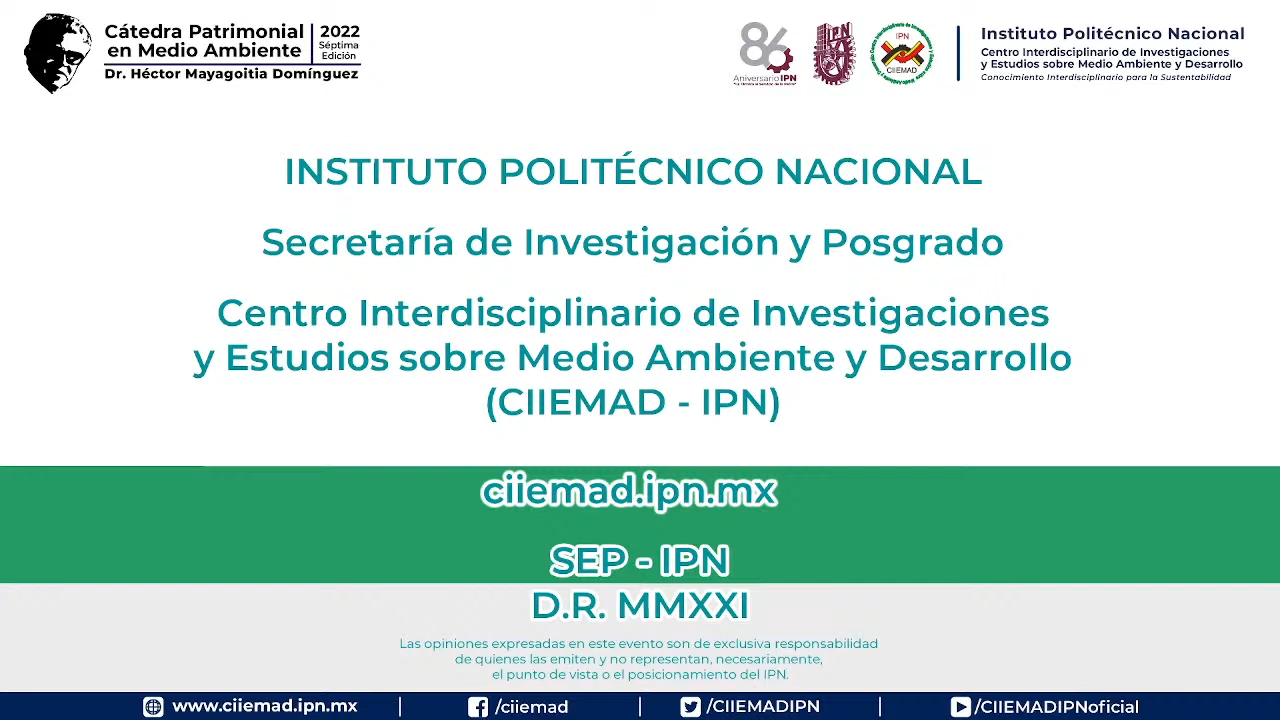 Cátedra Patrimonial
en Medio Ambiente
Dr. Héctor Mayagoitia Domínguez
2022
Séptima
Edición
86
Aniversario IPN
IPN
IPN
CIIEMAD
Instituto Politécnico Nacional
Centro Interdisciplinario de Investigaciones
y Estudios sobre Medio Ambiente y Desarrollo
Conocimiento Interdisciplinario para la Sustentabilidad
INSTITUTO POLITÉCNICO NACIONAL
Secretaría de Investigación y Posgrado
Centro Interdisciplinario de Investigaciones
y Estudios sobre Medio Ambiente y Desarrollo
(CIIEMAD - IPN)
ciiemad.ipn.mx
SEP - IPN
D.R. MMXXI
Las opiniones expresadas en este evento son de exclusiva responsabilidad
de quienes las emiten y no representan, necesariamente,
el punto de vista o el posicionamiento del IPN.
www.ciiemad.ipn.mx | /ciiemad | /CIIEMADIPN | /CIIEMADIPNoficial